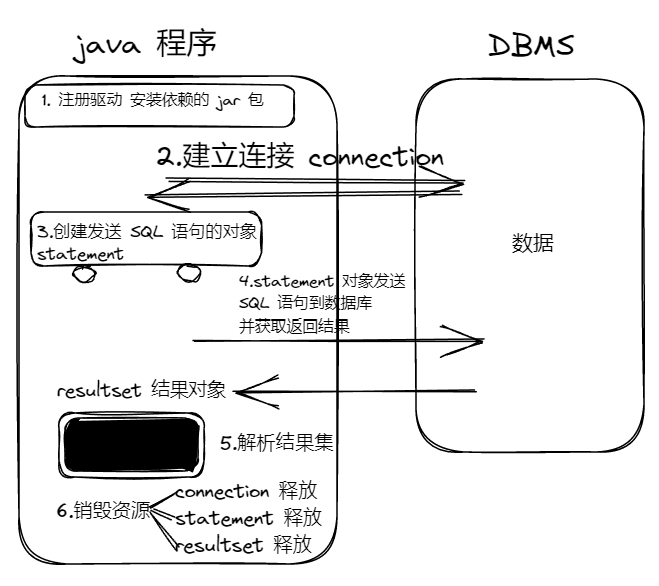 java 程序
DBMS
1. 注册驱动 安装依赖的 jar 包
2.建立连接 connection
3.创建发送 SQL 语句的对象
statement
数据
4.statement 对象发送
SQL 语句到数据库
并获取返回结果
resultset 结果对象
5.解析结果集
6.销毁资源
connection 释放
statement 释放
resultset 释放